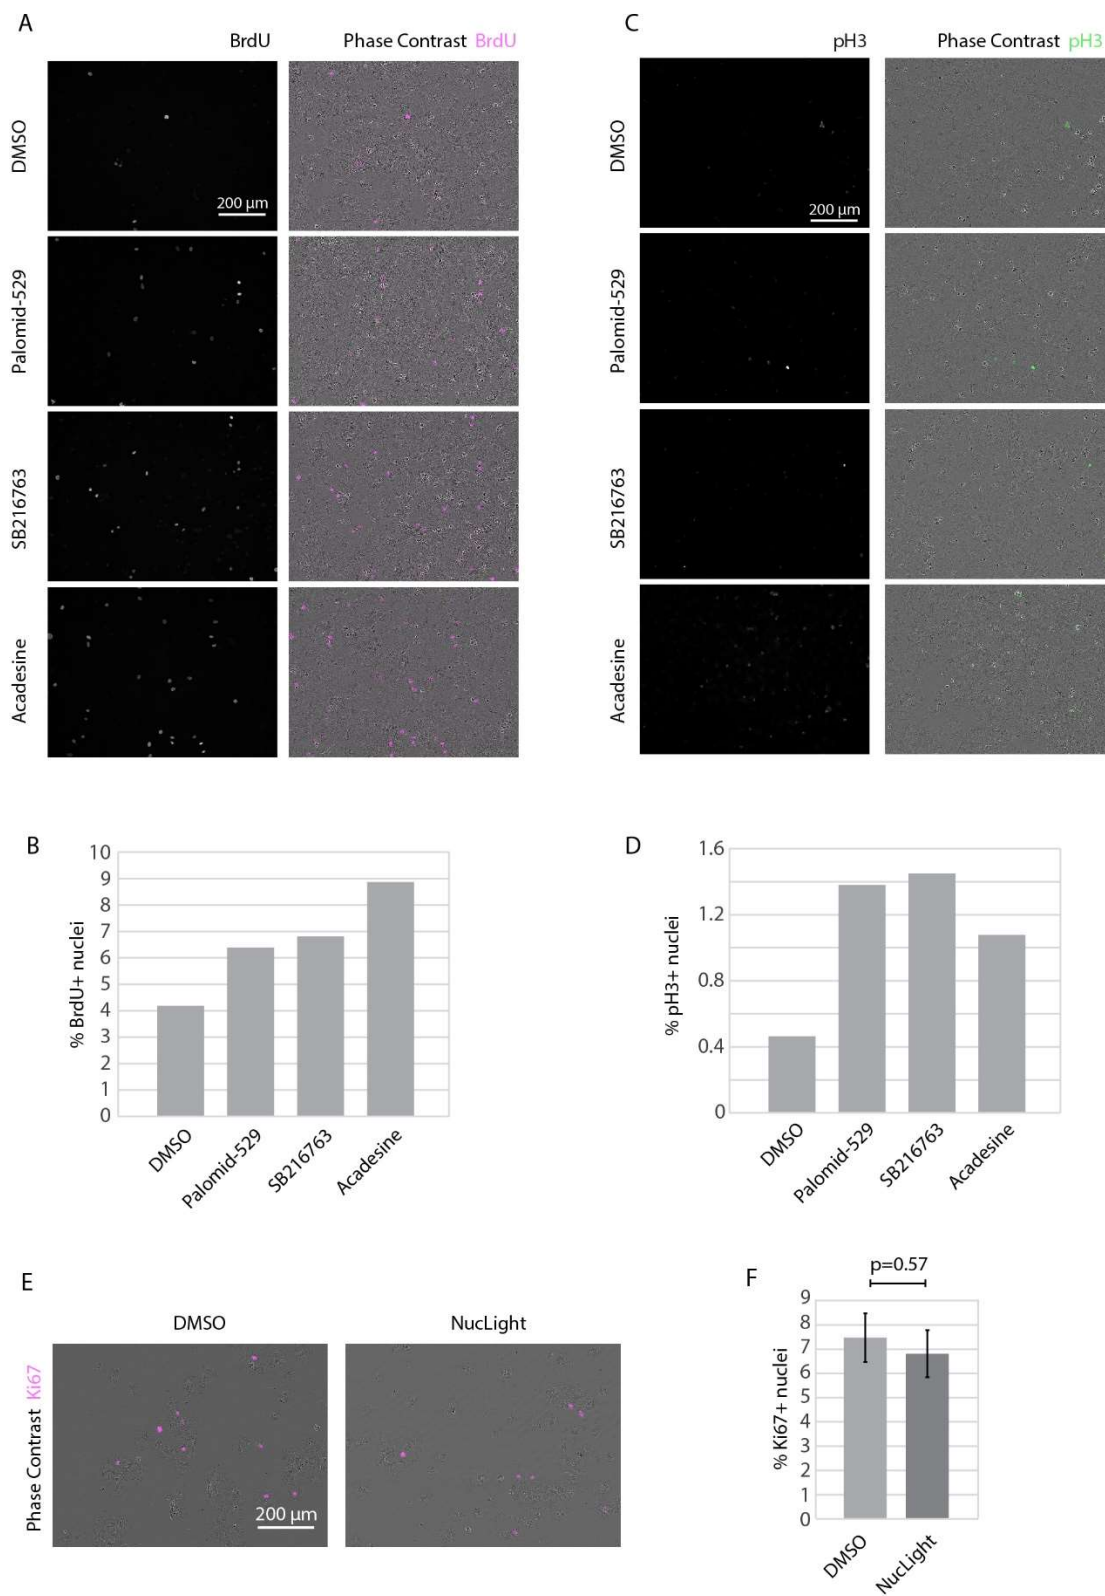 A
BrdU
Phase Contrast BrdU
DMSO
200 µm
Palomid-529
SB216763
Acadesine
C
pH3
Phase Contrast pH3
DMSO
200 µm
Palomid-529
SB216763
Acadesine
B
% BrdU+ nuclei
10
9
8
7
6
5
4
3
2
1
0
DMSO
Palomid-529
SB216763
Acadesine
D
% pH3+ nuclei
1.6
1.2
0.8
0.4
0
DMSO
Palomid-529
SB216763
Acadesine
E
DMSO
NucLight
Phase Contrast Ki67
200 µm
F
p=0.57
% Ki67+ nuclei
9
8
7
6
5
4
3
2
1
0
DMSO
NucLight